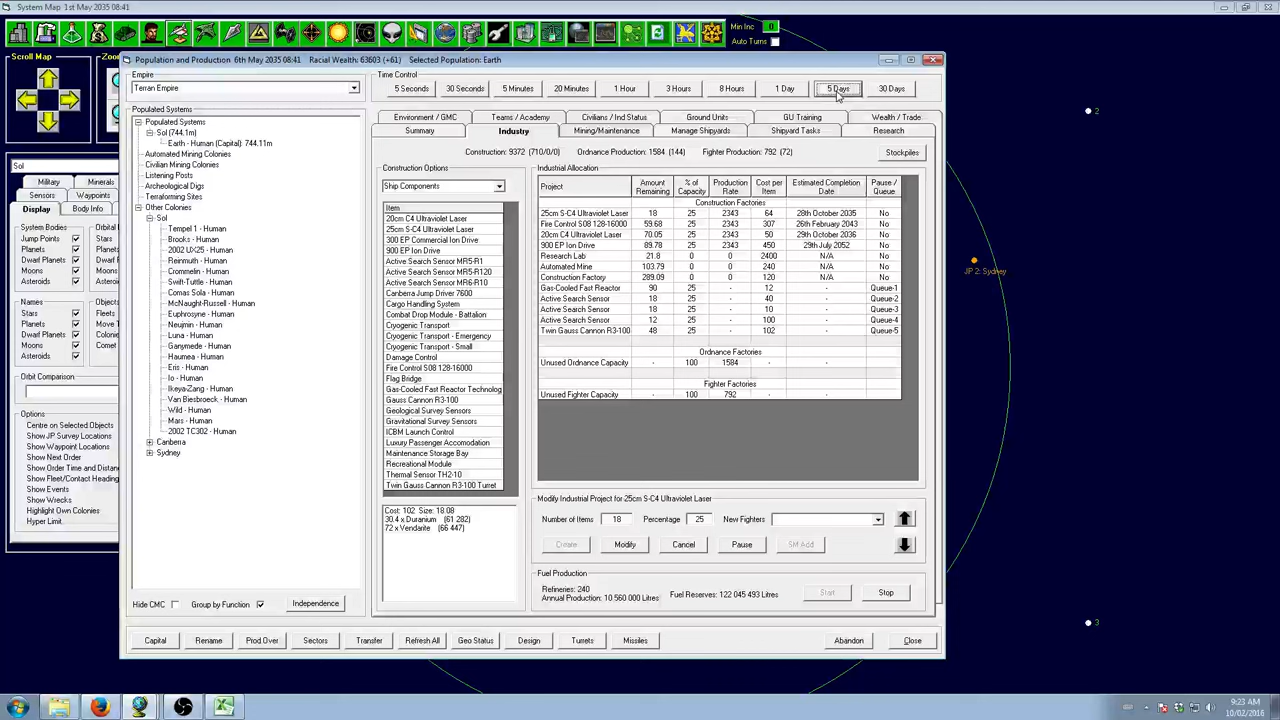 System Map 1st May 2035 08:41
Scroll Map
Min Inc 0
Auto Turns
Population and Production 6th May 2035 08:41 Racial Wealth: 63603 (+61) Selected Population: Earth
Empire
Terran Empire
Time Control
5 Seconds 30 Seconds 5 Minutes 20 Minutes 1 Hour 3 Hours 8 Hours 1 Day 5 Days 30 Days
Environment / GMC Teams / Academy Civilians / Ind Status Ground Units GU Training Wealth / Trade
Summary Industry Mining/Maintenance Manage Shipyards Shipyard Tasks Research
Construction: 9372 (710/0/0) Ordnance Production: 1584 (144) Fighter Production: 792 (72) Stockpiles
Populated Systems
Populated Systems
Sol (744.1m)
Earth - Human (Capital): 744.11m
Automated Mining Colonies
Civilian Mining Colonies
Listening Posts
Archeological Digs
Terraforming Sites
Other Colonies
Sol
Tempel 1 - Human
Brooks - Human
2002 UX25 - Human
Reinmuth - Human
Crommelin - Human
Swift-Tuttle - Human
Comas Sola - Human
McNaught-Russell - Human
Euphrosyne - Human
Neujmin - Human
Luna - Human
Ganymede - Human
Haumea - Human
Eris - Human
Io - Human
Ikeya-Zang - Human
Van Biesbroeck - Human
Wild - Human
Mars - Human
2002 TC302 - Human
Canberra
Sydney
Hide CMC Group by Function Independence
Construction Options
Ship Components
Item
20cm C4 Ultraviolet Laser
25cm S-C4 Ultraviolet Laser
300 EP Commercial Ion Drive
900 EP Ion Drive
Active Search Sensor MR5-R1
Active Search Sensor MR5-R120
Active Search Sensor MR6-R10
Canberra Jump Driver 7600
Cargo Handling System
Combat Drop Module - Battalion
Cryogenic Transport
Cryogenic Transport - Emergency
Cryogenic Transport - Small
Damage Control
Fire Control S08 128-16000
Flag Bridge
Gas-Cooled Fast Reactor Technolog
Gauss Cannon R3-100
Geological Survey Sensors
Gravitational Survey Sensors
ICBM Launch Control
Luxury Passenger Accomodation
Maintenance Storage Bay
Recreational Module
Thermal Sensor TH2-10
Twin Gauss Cannon R3-100 Turret
Cost: 102 Size: 18.08
30.4 x Duranium (61 282)
72 x Vendarite (66 447)
Industrial Allocation
Project Amount Remaining % of Capacity Production Rate Cost per Item Estimated Completion Date Pause / Queue
Construction Factories
25cm S-C4 Ultraviolet Laser 18 25 2343 64 28th October 2035 No
Fire Control S08 128-16000 59.68 25 2343 307 26th February 2043 No
20cm C4 Ultraviolet Laser 70.05 25 2343 50 29th October 2036 No
900 EP Ion Drive 89.78 25 2343 450 29th July 2052 No
Research Lab 21.8 0 0 2400 N/A No
Automated Mine 103.79 0 0 240 N/A No
Construction Factory 289.09 0 0 120 N/A No
Gas-Cooled Fast Reactor 90 25 - 12 - Queue-1
Active Search Sensor 18 25 - 40 - Queue-2
Active Search Sensor 18 25 - 10 - Queue-3
Active Search Sensor 12 25 - 100 - Queue-4
Twin Gauss Cannon R3-100 48 25 - 102 - Queue-5
Ordnance Factories
Unused Ordnance Capacity - 100 1584 - - -
Fighter Factories
Unused Fighter Capacity - 100 792 - - -
Modify Industrial Project for 25cm S-C4 Ultraviolet Laser
Number of Items 18 Percentage 25 New Fighters
Create Modify Cancel Pause SM Add
Fuel Production
Refineries: 240
Annual Production: 10 560 000 Litres
Fuel Reserves: 122 045 493 Litres
Start Stop
Capital Rename Prod Over Sectors Transfer Refresh All Geo Status Design Turrets Missiles Abandon Close
Sol
Military Minerals
Sensors Waypoints
Display Body Info
System Bodies
Jump Points
Planets
Dwarf Planets
Moons
Asteroids
Orbital
Stars
Planets
Dwarf
Moons
Asteroids
Names
Stars
Planets
Dwarf Planets
Moons
Asteroids
Objects
Fleets
Move T
Colonie
Comet
Orbit Comparison
Options
Centre on Selected Objects
Show JP Survey Locations
Show Waypoint Locations
Show Next Order
Show Order Time and Distan
Show Fleet/Contact Heading
Show Events
Show Wrecks
Highlight Own Colonies
Hyper Limit
2
JP 2: Sydney
3
9:23 AM
10/02/2016